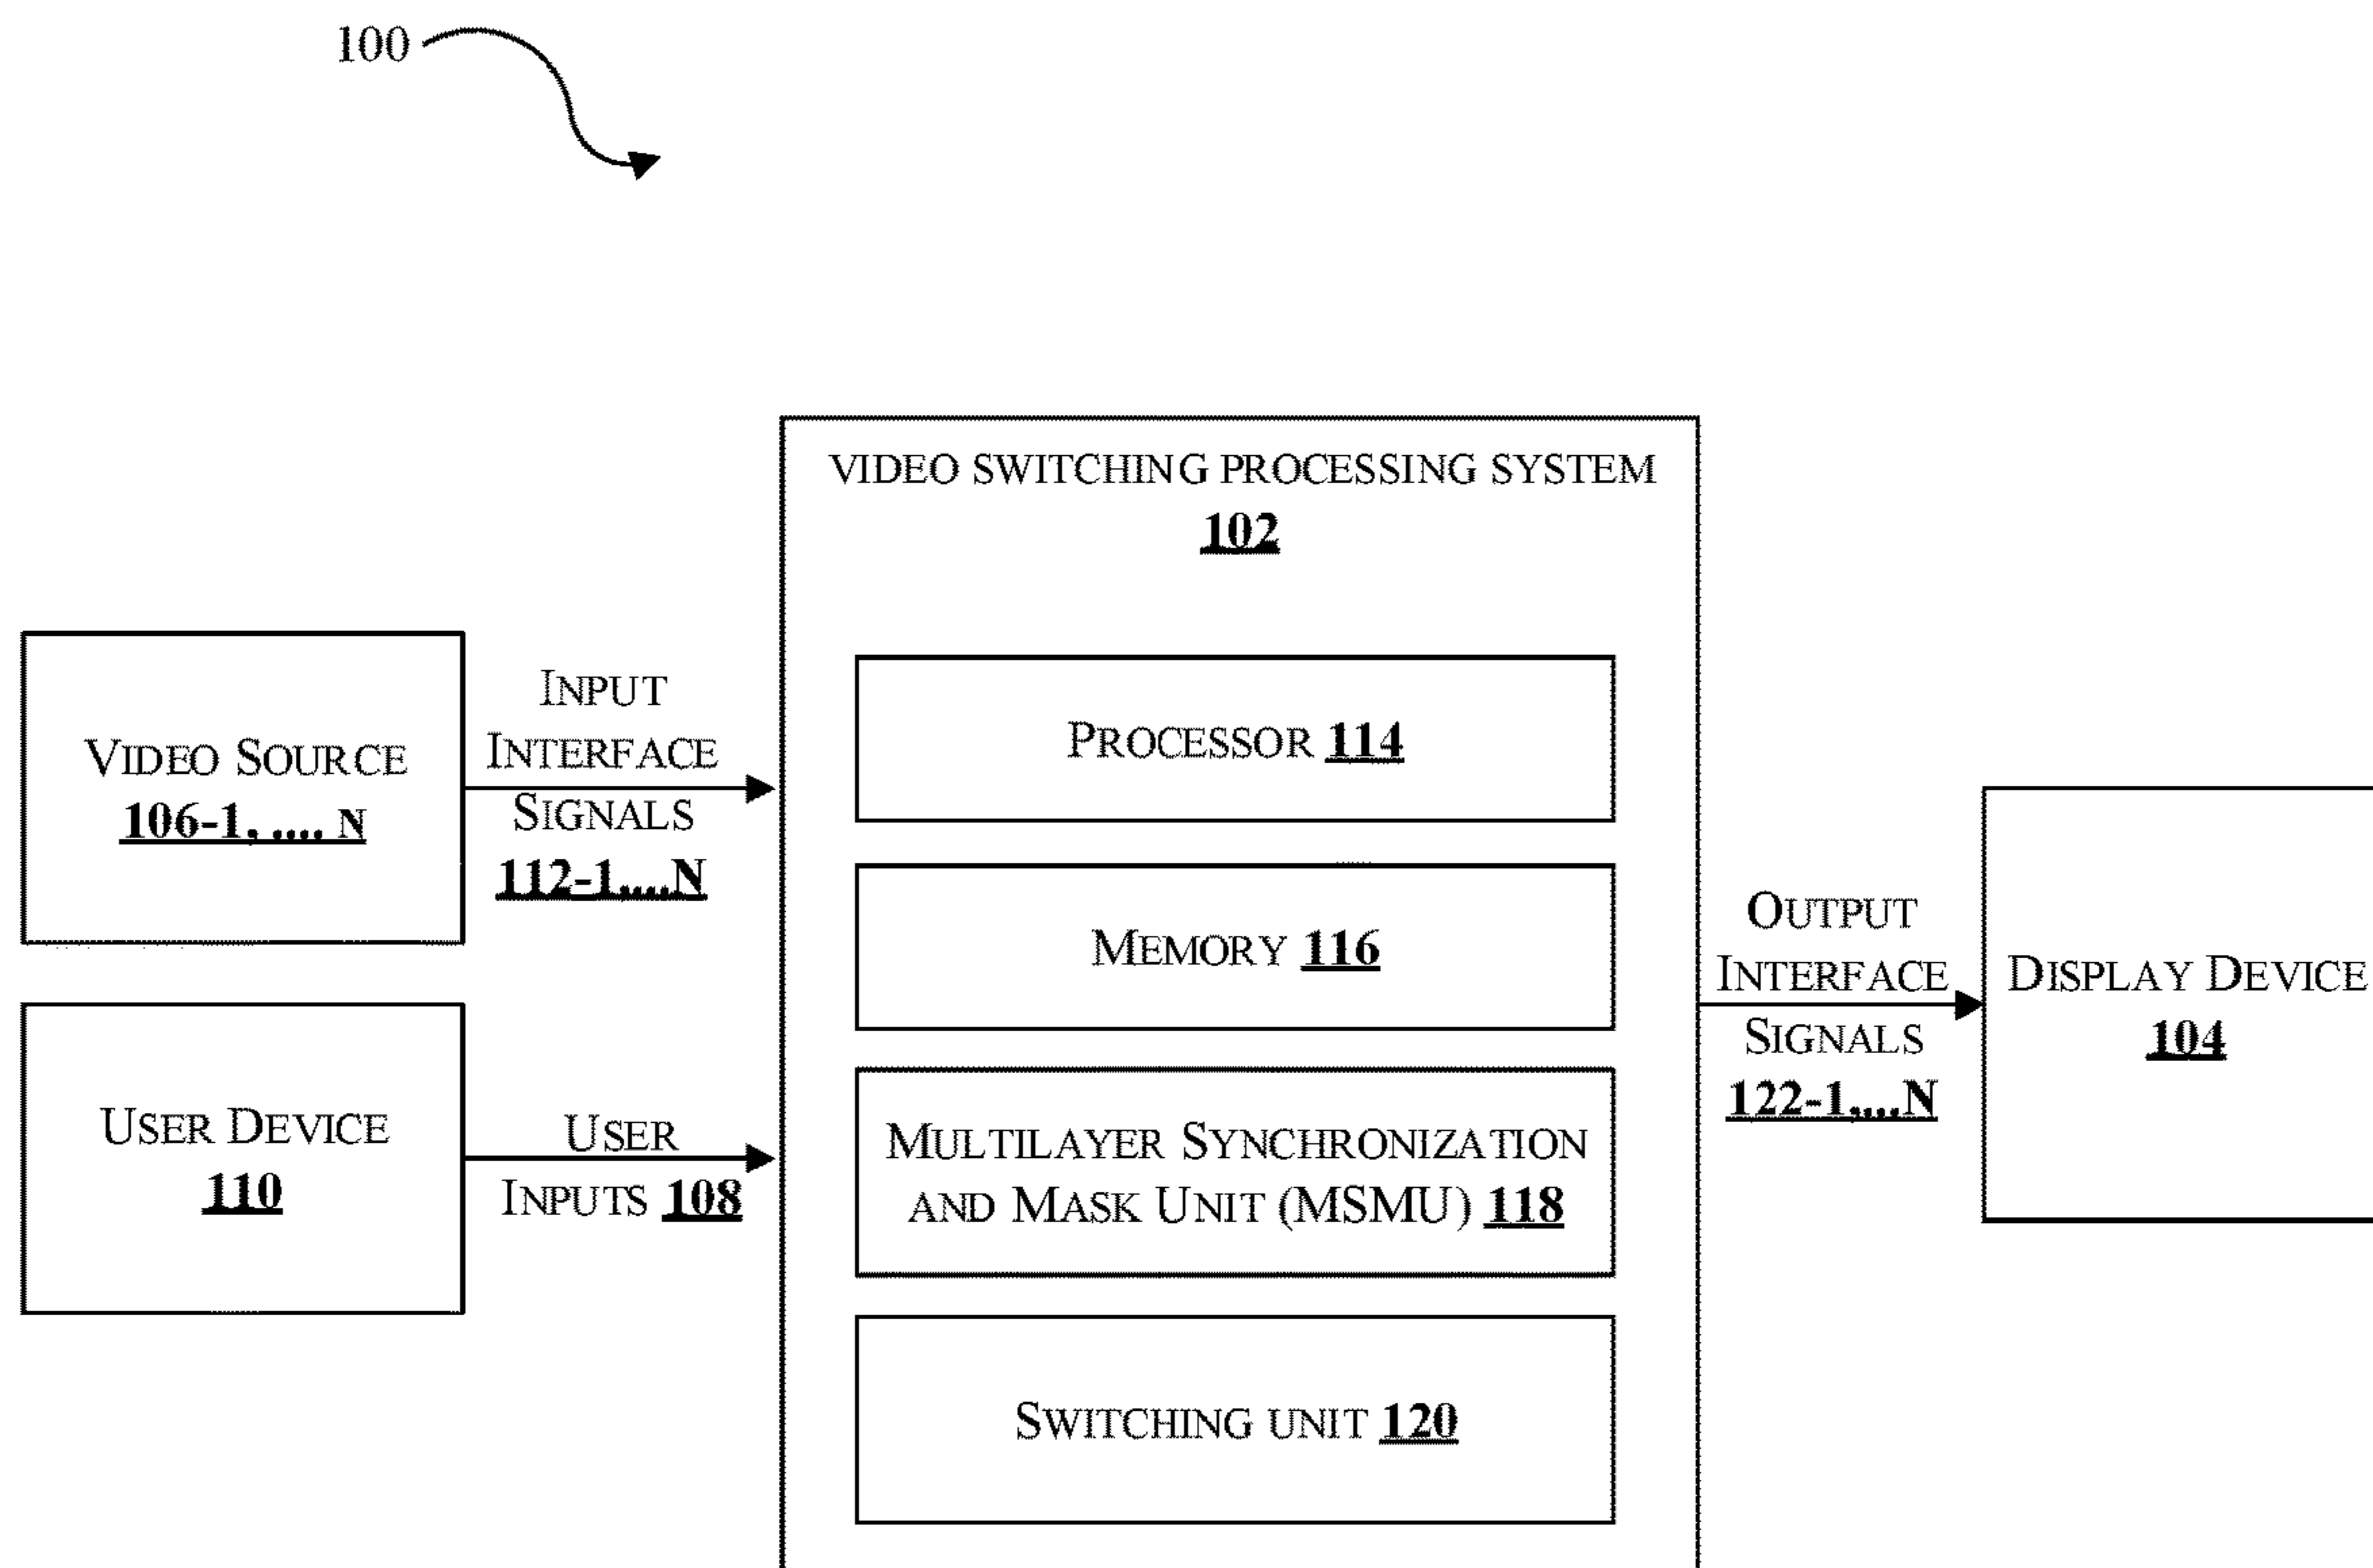 100
VIDEO SWITCHING PROCESSING SYSTEM
102
VIDEO SOURCE
106-1, .... N
INPUT
INTERFACE
SIGNALS
112-1,...N
USER DEVICE
110
USER
INPUTS 108
PROCESSOR 114
MEMORY 116
MULTILAYER SYNCHRONIZATION
AND MASK UNIT (MSMU) 118
SWITCHING UNIT 120
OUTPUT
INTERFACE
SIGNALS
122-1,...N
DISPLAY DEVICE
104